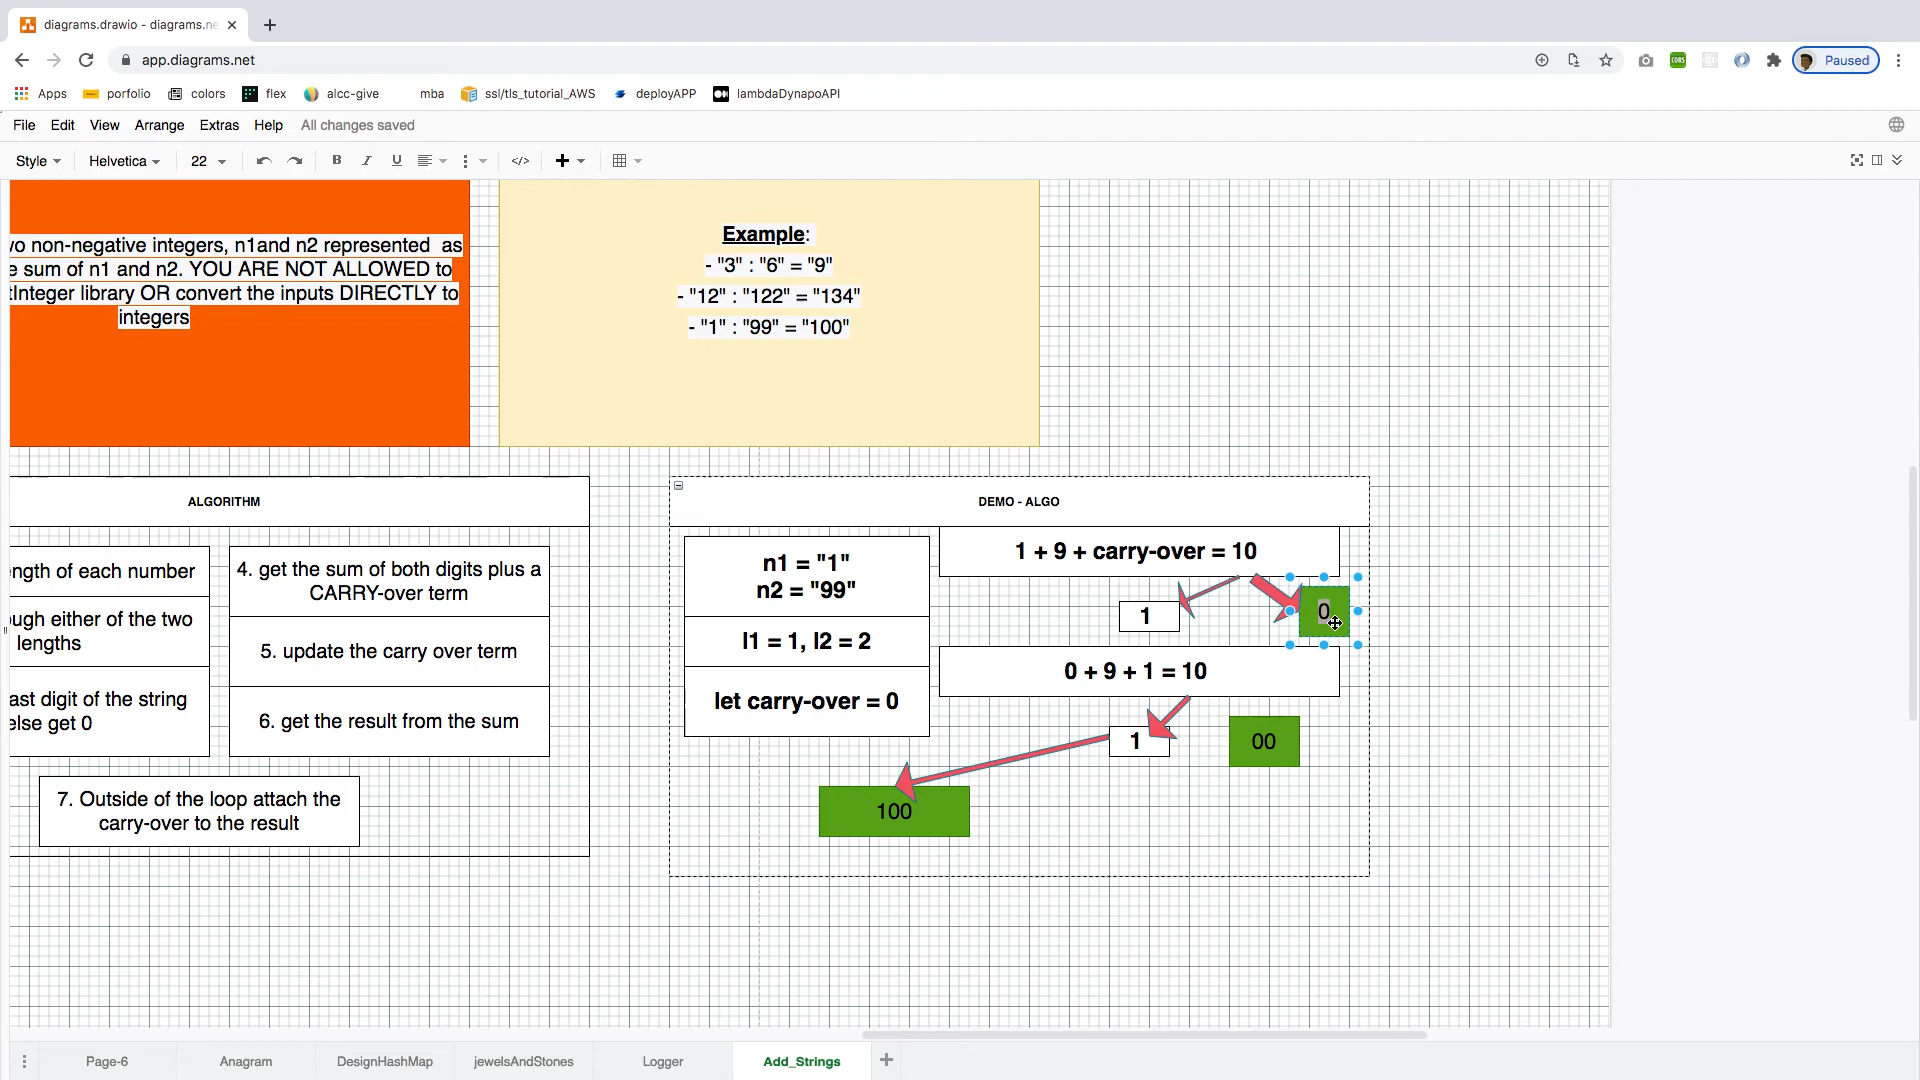 diagrams.drawio - diagrams.ne
app.diagrams.net
Paused
Apps porfolio colors flex alcc-give mba ssl/tls_tutorial_AWS deployAPP lambdaDynapoAPI
File Edit View Arrange Extras Help All changes saved
Style Helvetica 22 B I U
wo non-negative integers, n1and n2 represented as
e sum of n1 and n2. YOU ARE NOT ALLOWED to
tInteger library OR convert the inputs DIRECTLY to
integers
Example:
- "3" : "6" = "9"
- "12" : "122" = "134"
- "1" : "99" = "100"
ALGORITHM
ength of each number
ough either of the two
lengths
ast digit of the string
else get 0
4. get the sum of both digits plus a
CARRY-over term
5. update the carry over term
6. get the result from the sum
7. Outside of the loop attach the
carry-over to the result
DEMO - ALGO
n1 = "1"
n2 = "99"
l1 = 1, l2 = 2
let carry-over = 0
1 + 9 + carry-over = 10
1
0
0 + 9 + 1 = 10
1
00
100
Page-6 Anagram DesignHashMap jewelsAndStones Logger Add_Strings